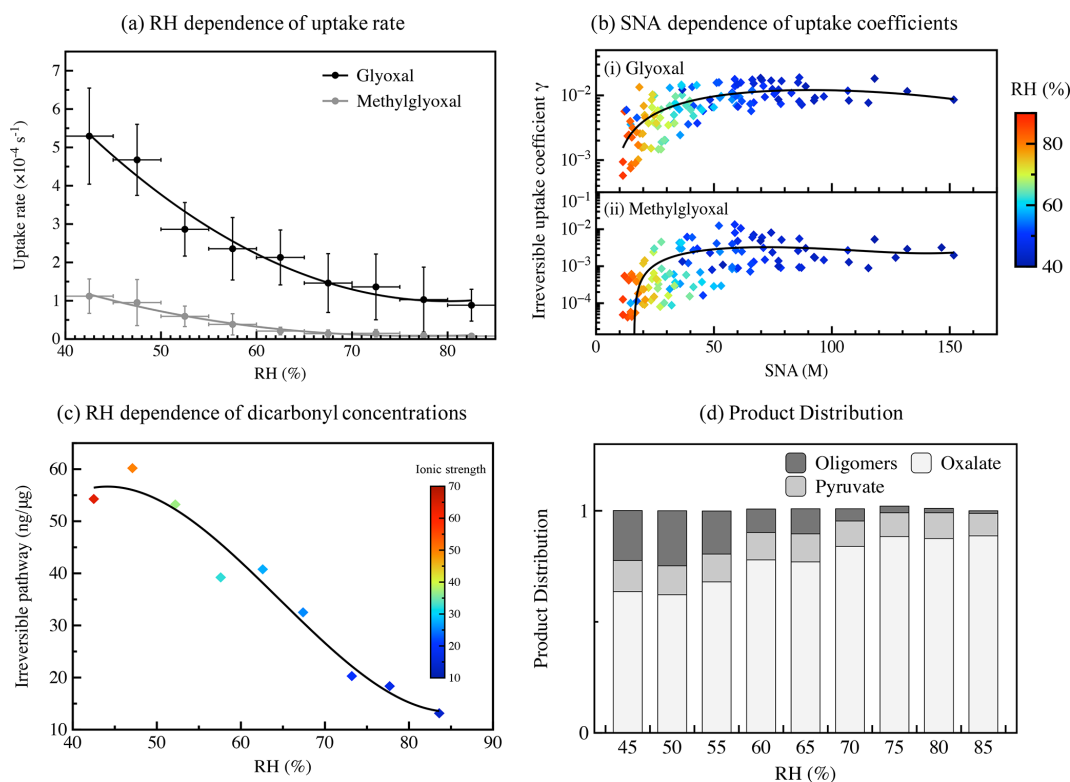 (a) RH dependence of uptake rate
Uptake rate (×10⁻⁴ s⁻¹)
7
6
5
4
3
2
1
0
Glyoxal
Methylglyoxal
40 50 60 70 80
RH (%)
(b) SNA dependence of uptake coefficients
Irreversible uptake coefficient γ
(i) Glyoxal
10⁻²
10⁻³
(ii) Methylglyoxal
10⁻²
10⁻³
10⁻⁴
0 50 100 150
SNA (M)
RH (%)
80
60
40
(c) RH dependence of dicarbonyl concentrations
Irreversible pathway (ng/μg)
60
50
40
30
20
10
Ionic strength
70
60
50
40
30
20
10
40 50 60 70 80 90
RH (%)
(d) Product Distribution
Product Distribution
1
0
Oligomers Oxalate
Pyruvate
45 50 55 60 65 70 75 80 85
RH (%)